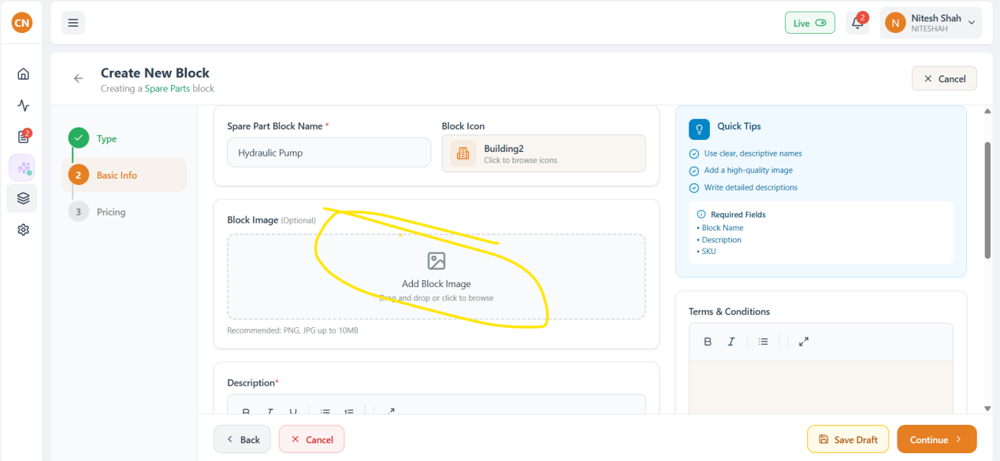 CN
Live
2
N
Nitesh Shah
NITESHAH
Create New Block
Creating a Spare Parts block
Cancel
2
Type
2
Basic Info
3
Pricing
Spare Part Block Name *
Hydraulic Pump
Block Icon
Building2
Click to browse icons
Block Image (Optional)
Add Block Image
Drag and drop or click to browse
Recommended: PNG, JPG up to 10MB
Description*
B I U
Quick Tips
Use clear, descriptive names
Add a high-quality image
Write detailed descriptions
Required Fields
• Block Name
• Description
• SKU
Terms & Conditions
B I
Back
Cancel
Save Draft
Continue